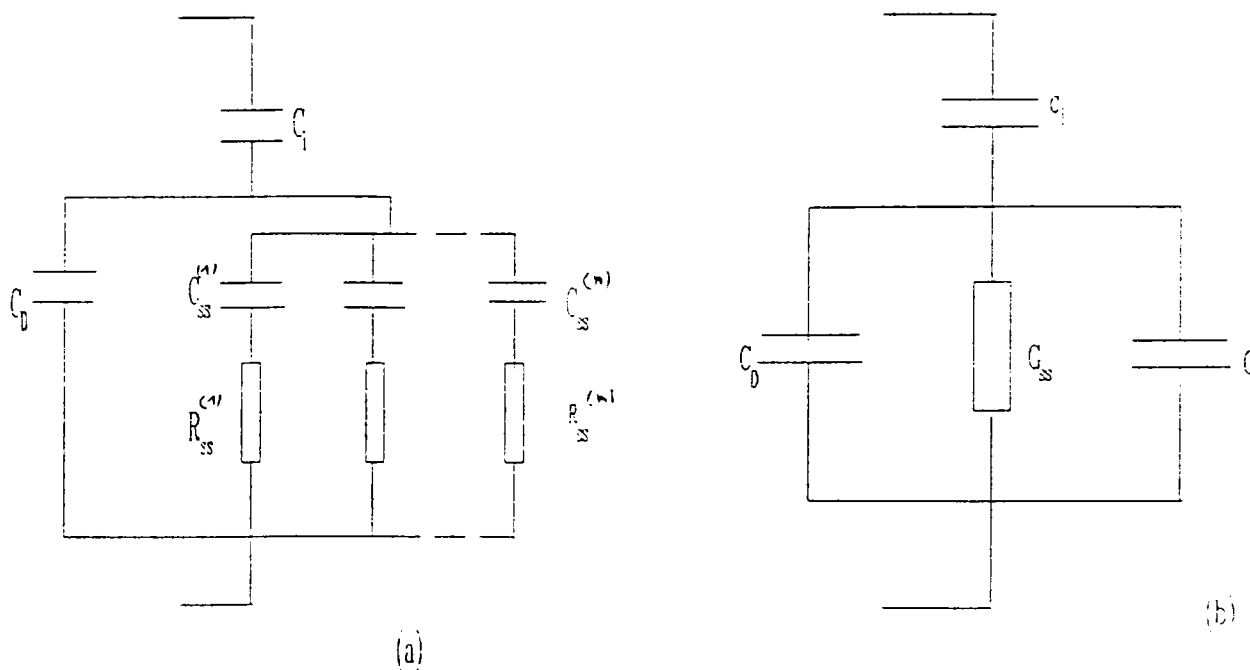 C_i
C_D
C_ss^(1)
C_ss^(n)
R_ss^(1)
R_ss^(n)
(a)
C_i
C_D
G_ss
C
(b)